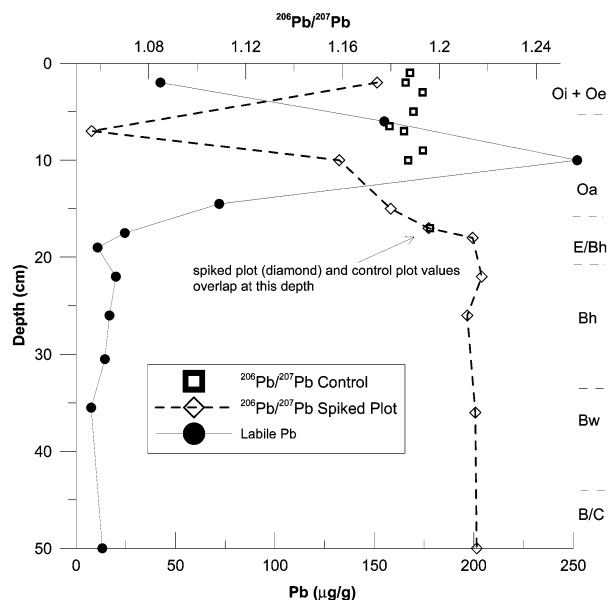 ²⁰⁶Pb/²⁰⁷Pb
1.08 1.12 1.16 1.2 1.24
0
10
20
30
40
50
Depth (cm)
Oi + Oe
Oa
E/Bh
Bh
Bw
B/C
spiked plot (diamond) and control plot values
overlap at this depth
²⁰⁶Pb/²⁰⁷Pb Control
²⁰⁶Pb/²⁰⁷Pb Spiked Plot
Labile Pb
0 50 100 150 200 250
Pb (μg/g)